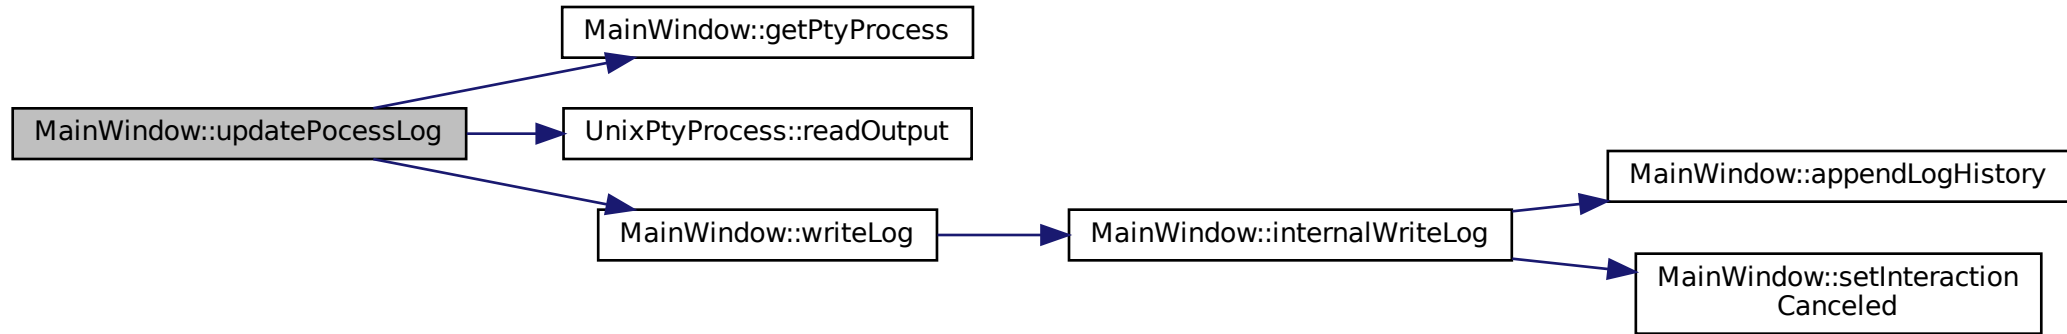 MainWindow::updatePocessLog
MainWindow::getPtyProcess
UnixPtyProcess::readOutput
MainWindow::writeLog
MainWindow::internalWriteLog
MainWindow::appendLogHistory
MainWindow::setInteraction
Canceled